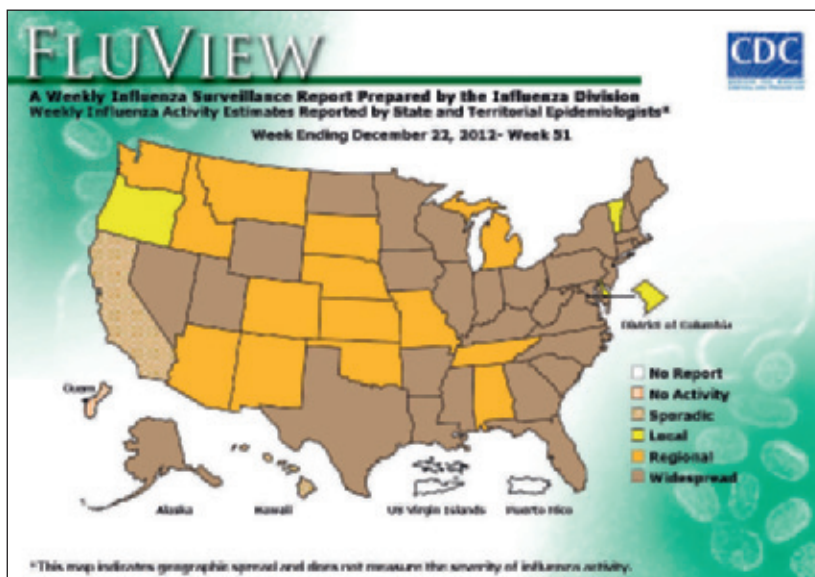 FLUVIEW
CDC
A Weekly Influenza Surveillance Report Prepared by the Influenza Division
Weekly Influenza Activity Estimates Reported by State and Territorial Epidemiologists*
Week Ending December 22, 2012- Week 51
District of Columbia
Guam
No Report
No Activity
Sporadic
Local
Regional
Widespread
Alaska
Hawaii
US Virgin Islands
Puerto Rico
*This map indicates geographic spread and does not measure the severity of influenza activity.